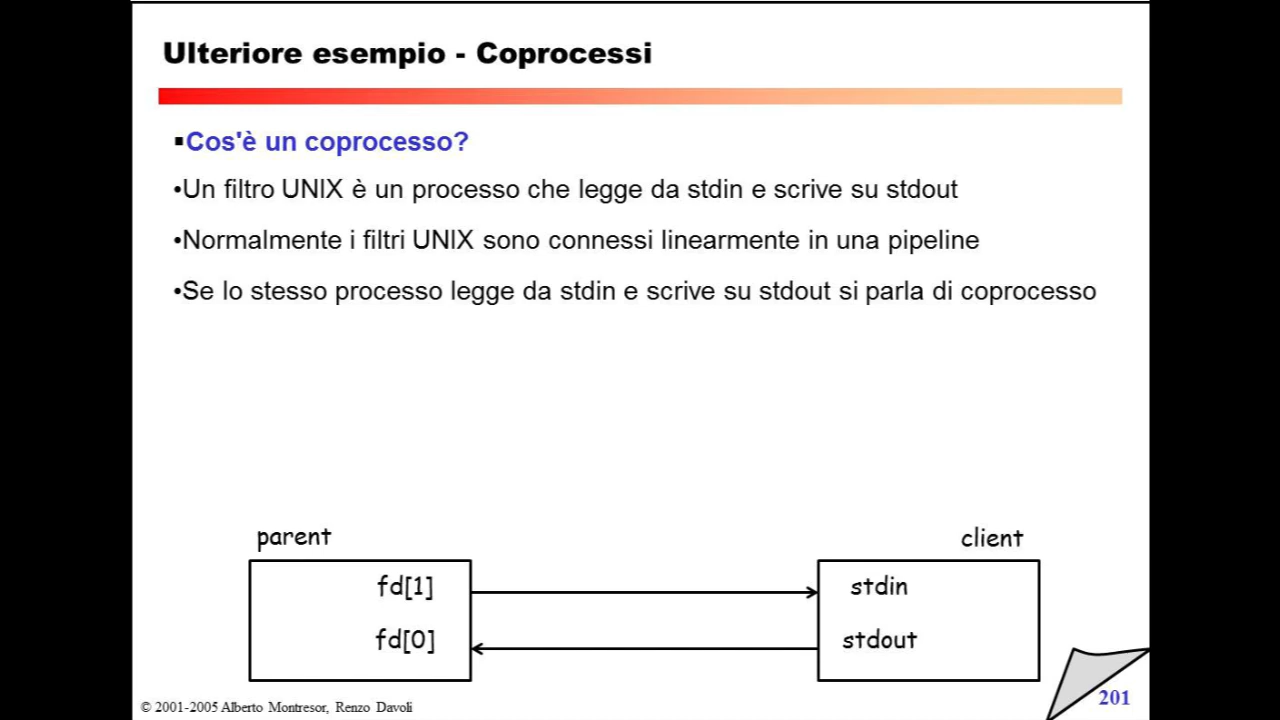 Ulteriore esempio - Coprocessi
▪Cos'è un coprocesso?
•Un filtro UNIX è un processo che legge da stdin e scrive su stdout
•Normalmente i filtri UNIX sono connessi linearmente in una pipeline
•Se lo stesso processo legge da stdin e scrive su stdout si parla di coprocesso
parent
client
fd[1]
stdin
fd[0]
stdout
© 2001-2005 Alberto Montresor, Renzo Davoli
201